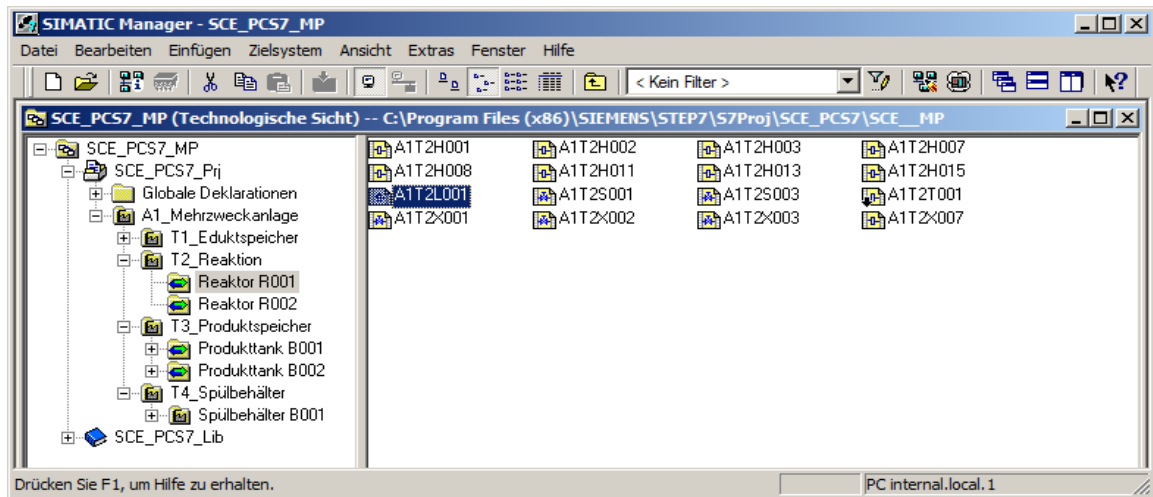 SIMATIC Manager - SCE_PCS7_MP
Datei Bearbeiten Einfügen Zielsystem Ansicht Extras Fenster Hilfe
< Kein Filter >
SCE_PCS7_MP (Technologische Sicht) -- C:\Program Files (x86)\SIEMENS\STEP7\S7Proj\SCE_PCS7\SCE__MP
SCE_PCS7_MP
SCE_PCS7_Prj
Globale Deklarationen
A1_Mehrzweckanlage
T1_Eduktspeicher
T2_Reaktion
Reaktor R001
Reaktor R002
T3_Produktspeicher
Produkttank B001
Produkttank B002
T4_Spülbehälter
Spülbehälter B001
SCE_PCS7_Lib
A1T2H001 A1T2H002 A1T2H003 A1T2H007
A1T2H008 A1T2H011 A1T2H013 A1T2H015
A1T2L001 A1T2S001 A1T2S003 A1T2T001
A1T2X001 A1T2X002 A1T2X003 A1T2X007
Drücken Sie F1, um Hilfe zu erhalten.
PC internal.local.1